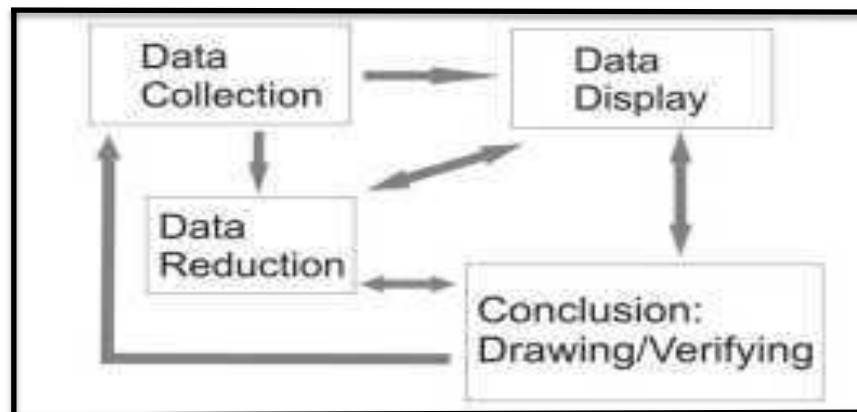 Data
Collection
Data
Display
Data
Reduction
Conclusion:
Drawing/Verifying